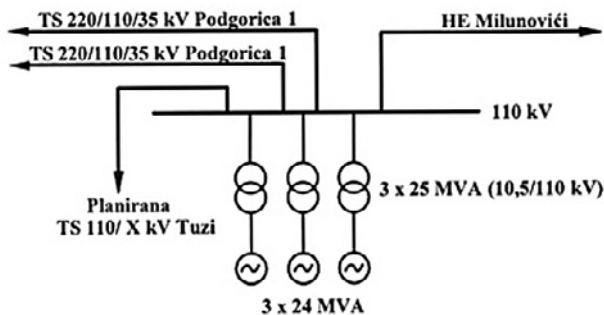 TS 220/110/35 kV Podgorica 1
HE Milunovići
TS 220/110/35 kV Podgorica 1
110 kV
Planirana
TS 110/ X kV Tuzi
3 x 25 MVA (10,5/110 kV)
3 x 24 MVA